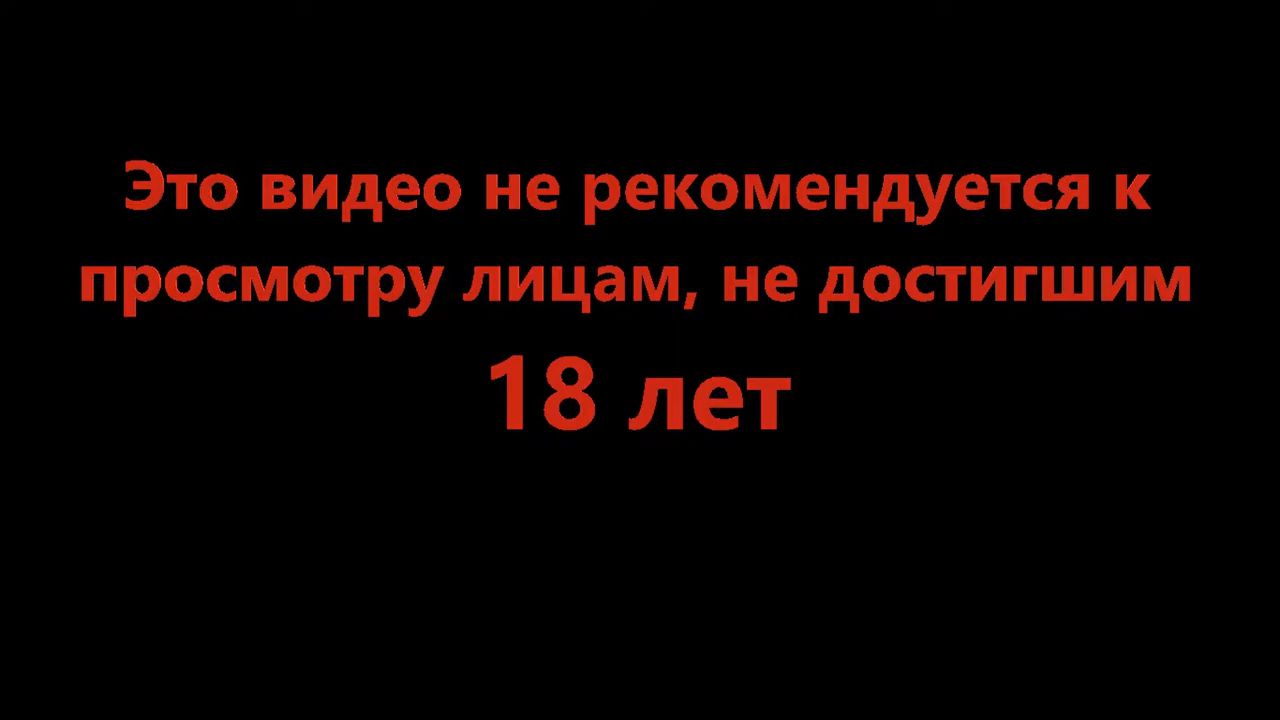 Это видео не рекомендуется к
просмотру лицам, не достигшим
18 лет